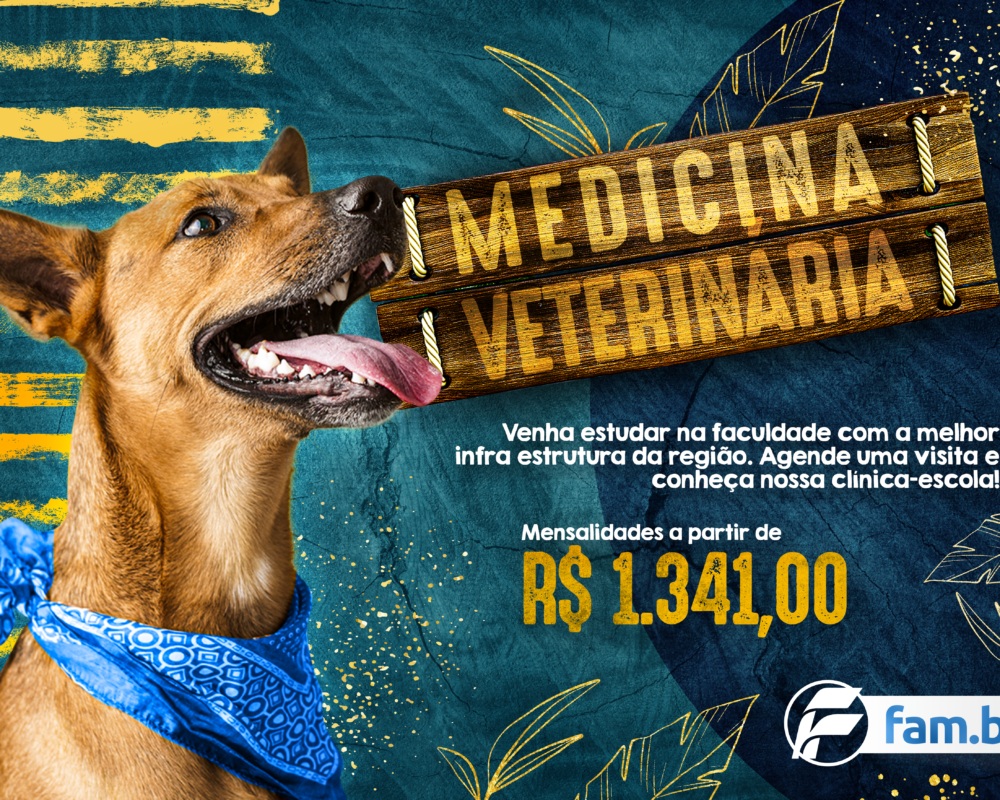 MEDICINA
VETERINARIA
Venha estudar na faculdade com a melhor
infra estrutura da região. Agende uma visita e
conheça nossa clínica-escola!
Mensalidades a partir de
R$ 1.341,00
fam.b